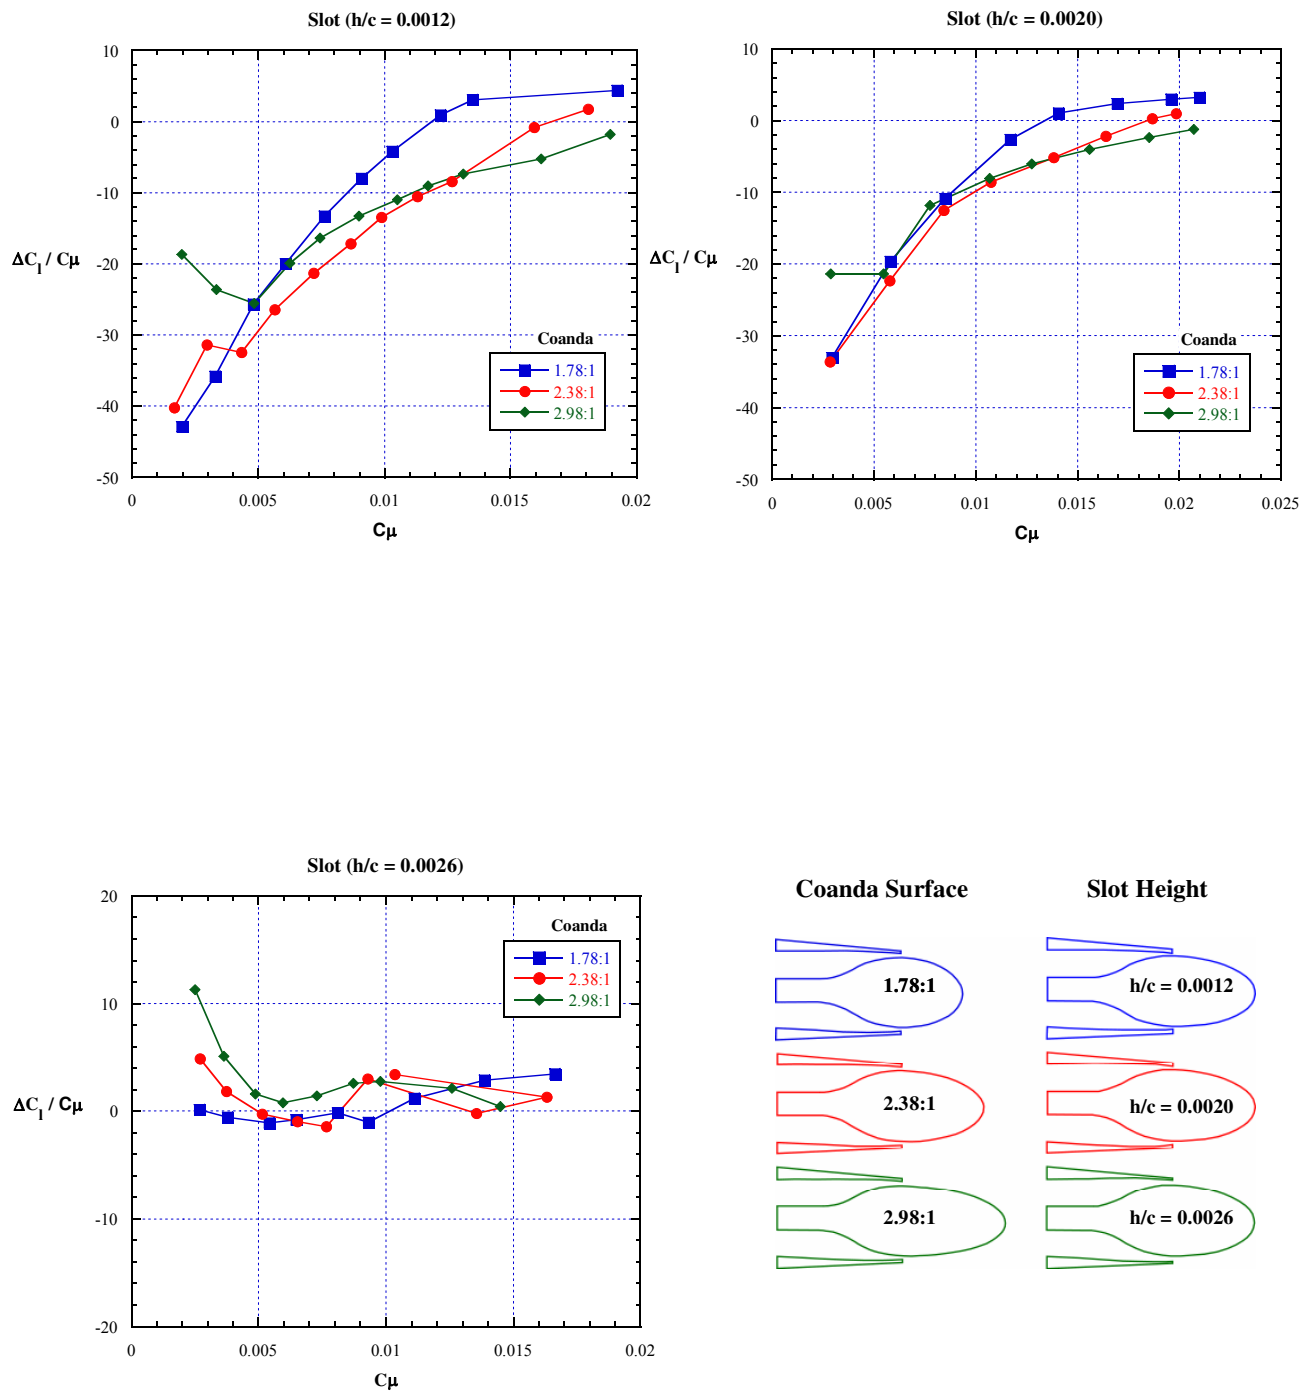 Slot (h/c = 0.0012)
10
0
-10
-20
-30
-40
-50
ΔCl / Cμ
0
0.005
0.01
0.015
0.02
Cμ
Coanda
1.78:1
2.38:1
2.98:1
Slot (h/c = 0.0020)
10
0
-10
-20
-30
-40
-50
ΔCl / Cμ
0
0.005
0.01
0.015
0.02
0.025
Cμ
Coanda
1.78:1
2.38:1
2.98:1
Slot (h/c = 0.0026)
20
10
0
-10
-20
ΔCl / Cμ
0
0.005
0.01
0.015
0.02
Cμ
Coanda
1.78:1
2.38:1
2.98:1
Coanda Surface
1.78:1
2.38:1
2.98:1
Slot Height
h/c = 0.0012
h/c = 0.0020
h/c = 0.0026